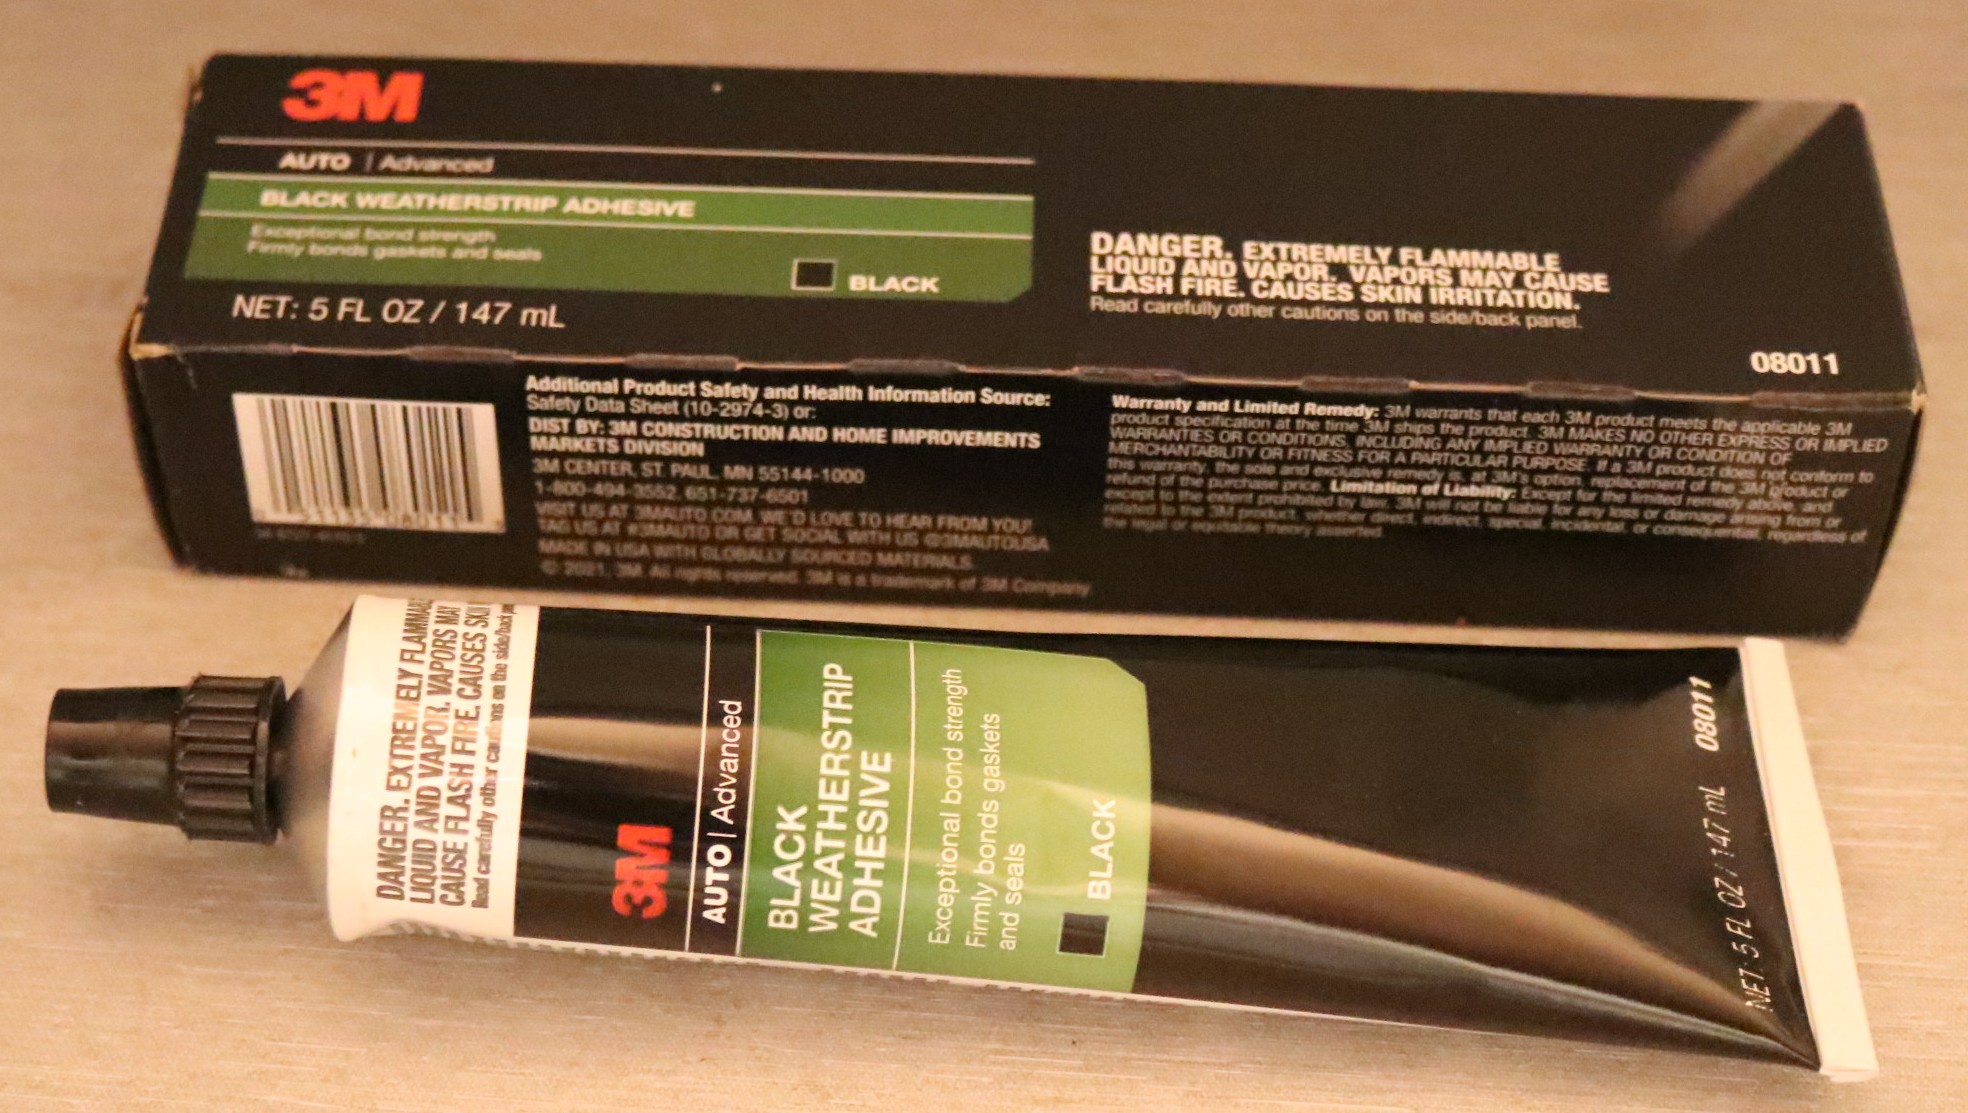 3M
AUTO | Advanced
BLACK WEATHERSTRIP ADHESIVE
Exceptional bond strength
Firmly bonds gaskets and seals
BLACK
NET: 5 FL OZ / 147 mL
DANGER. EXTREMELY FLAMMABLE
LIQUID AND VAPOR. VAPORS MAY CAUSE
FLASH FIRE. CAUSES SKIN IRRITATION.
Read carefully other cautions on the side/back panel.
08011
Additional Product Safety and Health Information Source:
Safety Data Sheet (10-2974-3) or:
DIST BY: 3M CONSTRUCTION AND HOME IMPROVEMENTS
MARKETS DIVISION
3M CENTER, ST. PAUL, MN 55144-1000
1-800-494-3552, 651-737-6501
VISIT US AT 3MAUTO.COM. WE'D LOVE TO HEAR FROM YOU!
TAG US AT #3MAUTO OR GET SOCIAL WITH US @3MAUTOUSA
MADE IN USA WITH GLOBALLY SOURCED MATERIALS.
© 2021, 3M. All rights reserved. 3M is a trademark of 3M Company
Warranty and Limited Remedy: 3M warrants that each 3M product meets the applicable 3M
product specification at the time 3M ships the product. 3M MAKES NO OTHER EXPRESS OR IMPLIED
WARRANTIES OR CONDITIONS, INCLUDING ANY IMPLIED WARRANTY OR CONDITION OF
MERCHANTABILITY OR FITNESS FOR A PARTICULAR PURPOSE. If a 3M product does not conform to
this warranty, the sole and exclusive remedy is, at 3M's option, replacement of the 3M product or
refund of the purchase price. Limitation of Liability: Except for the limited remedy above, and
except to the extent prohibited by law, 3M will not be liable for any loss or damage arising from or
related to the 3M product, whether direct, indirect, special, incidental, or consequential, regardless of
the legal or equitable theory asserted.
DANGER. EXTREMELY FLAMMABL
LIQUID AND VAPOR. VAPORS MAY
CAUSE FLASH FIRE. CAUSES SKIN
Read carefully other cautions on the side/back
3M
AUTO | Advanced
BLACK
WEATHERSTRIP
ADHESIVE
Exceptional bond strength
Firmly bonds gaskets
and seals
BLACK
NET: 5 FL OZ / 147 mL 08011